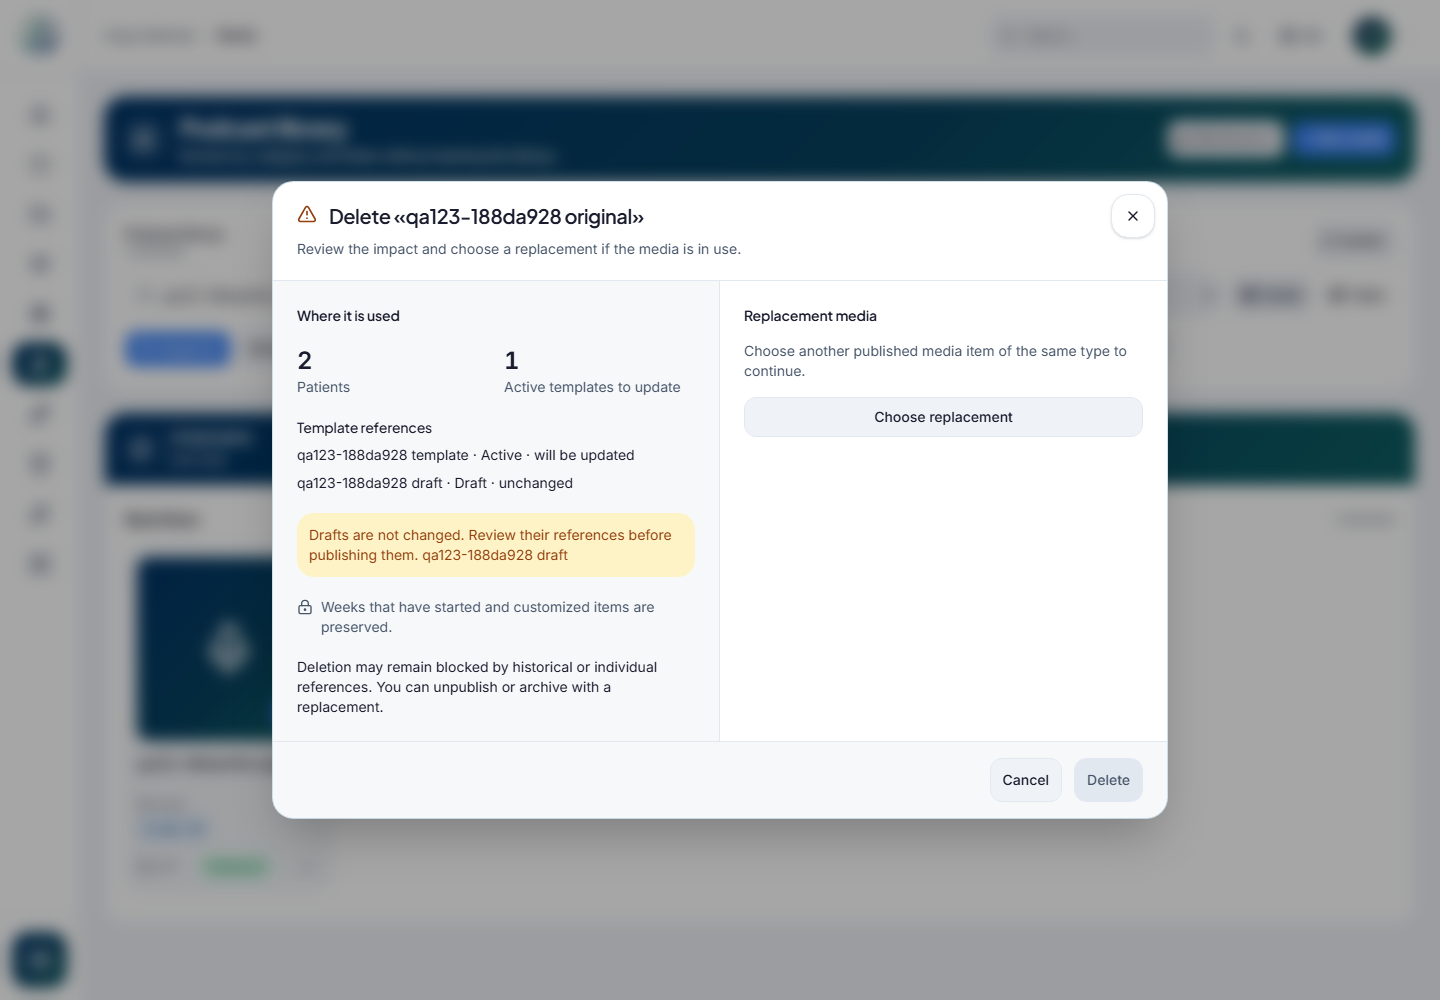 Podcast library
Delete «qa123-188da928 original»
Review the impact and choose a replacement if the media is in use.
Where it is used
2
Patients
1
Active templates to update
Template references
qa123-188da928 template · Active · will be updated
qa123-188da928 draft · Draft · unchanged
Drafts are not changed. Review their references before
publishing them. qa123-188da928 draft
Weeks that have started and customized items are
preserved.
Deletion may remain blocked by historical or individual
references. You can unpublish or archive with a
replacement.
Replacement media
Choose another published media item of the same type to
continue.
Choose replacement
Cancel
Delete